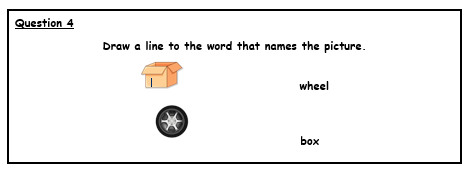 Question 4
Draw a line to the word that names the picture.
wheel
box